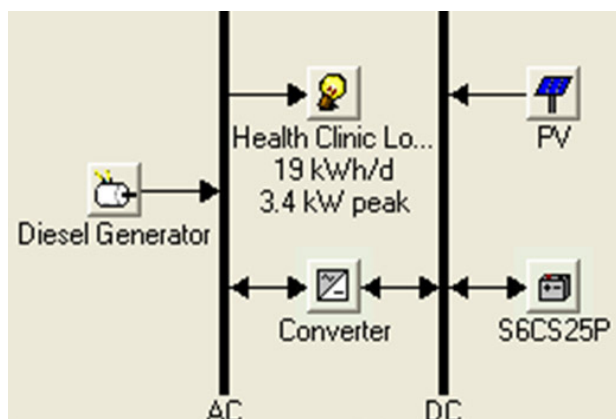 Health Clinic Lo...
19 kWh/d
3.4 kW peak
PV
Diesel Generator
Converter
S6CS25P
AC
DC